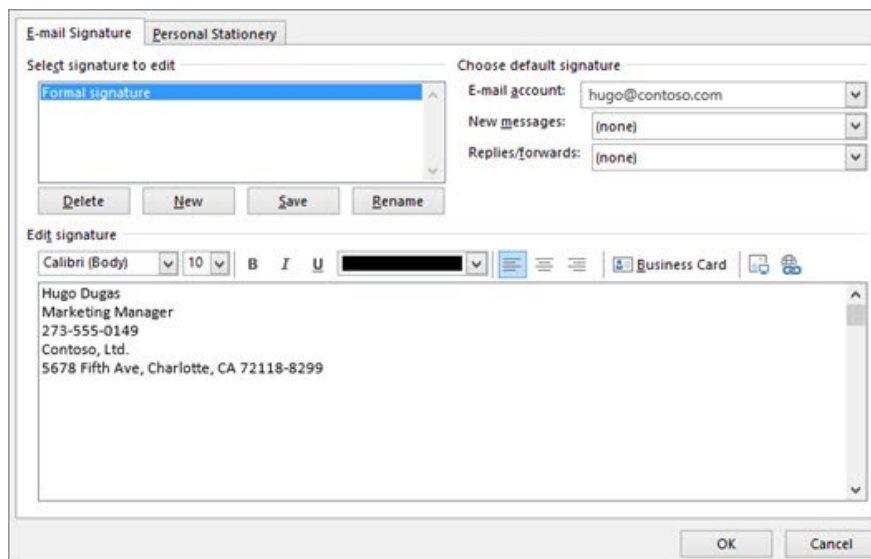 E-mail Signature
Personal Stationery
Select signature to edit
Choose default signature
Formal signature
E-mail account:
hugo@contoso.com
New messages:
(none)
Replies/forwards:
(none)
Delete
New
Save
Rename
Edit signature
Calibri (Body)
10
B
I
U
Business Card
Hugo Dugas
Marketing Manager
273-555-0149
Contoso, Ltd.
5678 Fifth Ave, Charlotte, CA 72118-8299
OK
Cancel